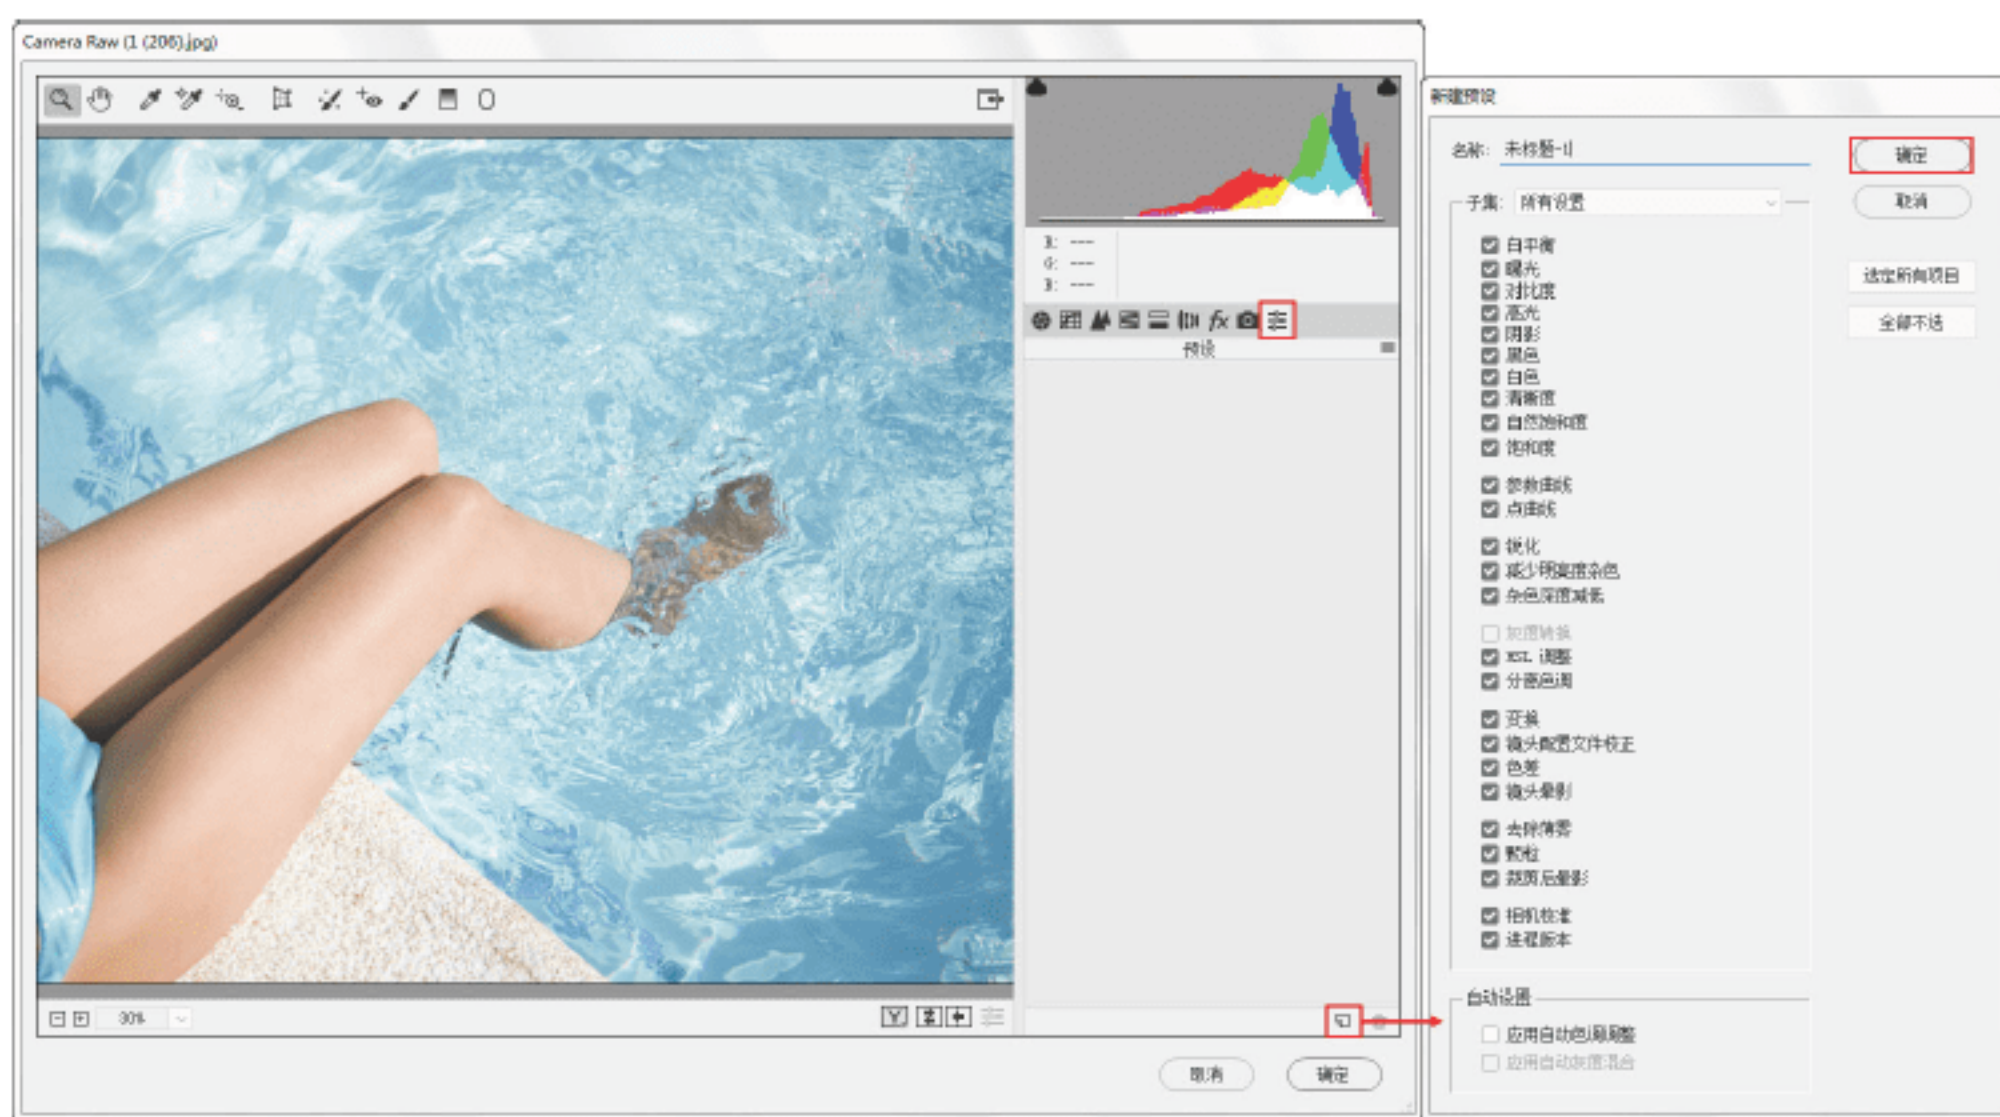 Camera Raw (1 (206).jpg)
R: ---
G: ---
B: ---
fx
预设
30%
取消
确定
新建预设
名称: 未标题-1
确定
子集: 所有设置
取消
选定所有项目
全部不选
白平衡
曝光
对比度
高光
阴影
黑色
白色
清晰度
自然饱和度
饱和度
参数曲线
点曲线
锐化
减少明亮度杂色
杂色深度减低
灰度转换
HSL 调整
分离色调
变换
镜头配置文件校正
色差
镜头晕影
去除薄雾
颗粒
裁剪后晕影
相机校准
进程版本
自动设置
应用自动色调调整
应用自动灰度混合